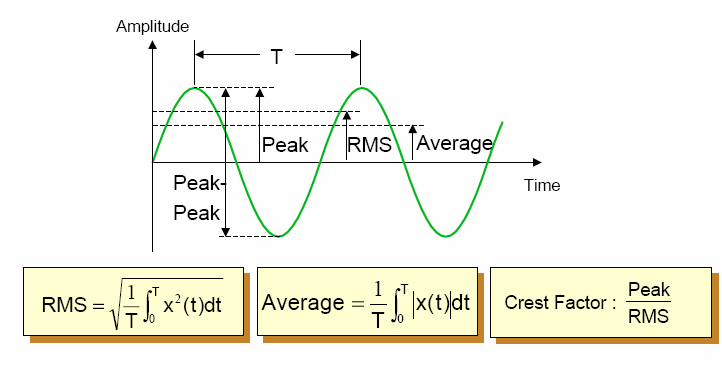 Amplitude
T
Peak
RMS
Average
Peak-
Peak
Time
RMS = √(1/T ∫₀ᵀ x²(t)dt)
Average = 1/T ∫₀ᵀ |x(t)|dt
Crest Factor : Peak/RMS